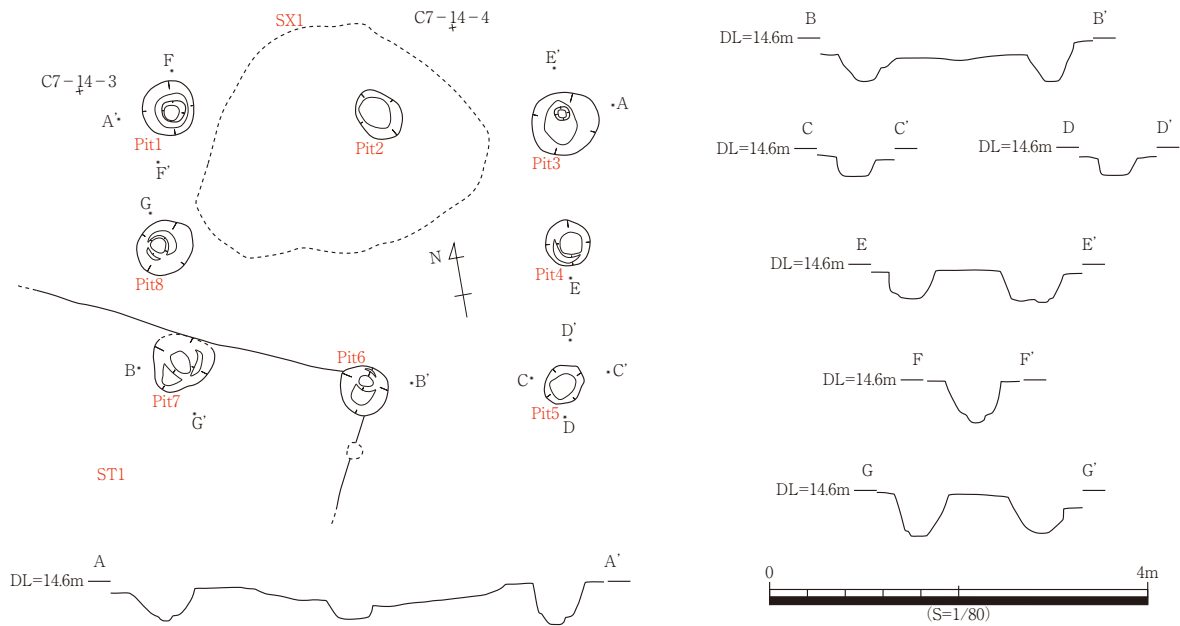 SX1
C7-14-4
F
E'
C7-14-3
A'
A
Pit1
Pit2
Pit3
F'
G
N
Pit8
Pit4
E
D'
Pit6
B
B'
C
C'
Pit7
Pit5
G'
D
ST1
A
A'
DL=14.6m
B
B'
DL=14.6m
C
C'
DL=14.6m
D
D'
DL=14.6m
E
E'
DL=14.6m
F
F'
DL=14.6m
G
G'
DL=14.6m
0
4m
(S=1/80)